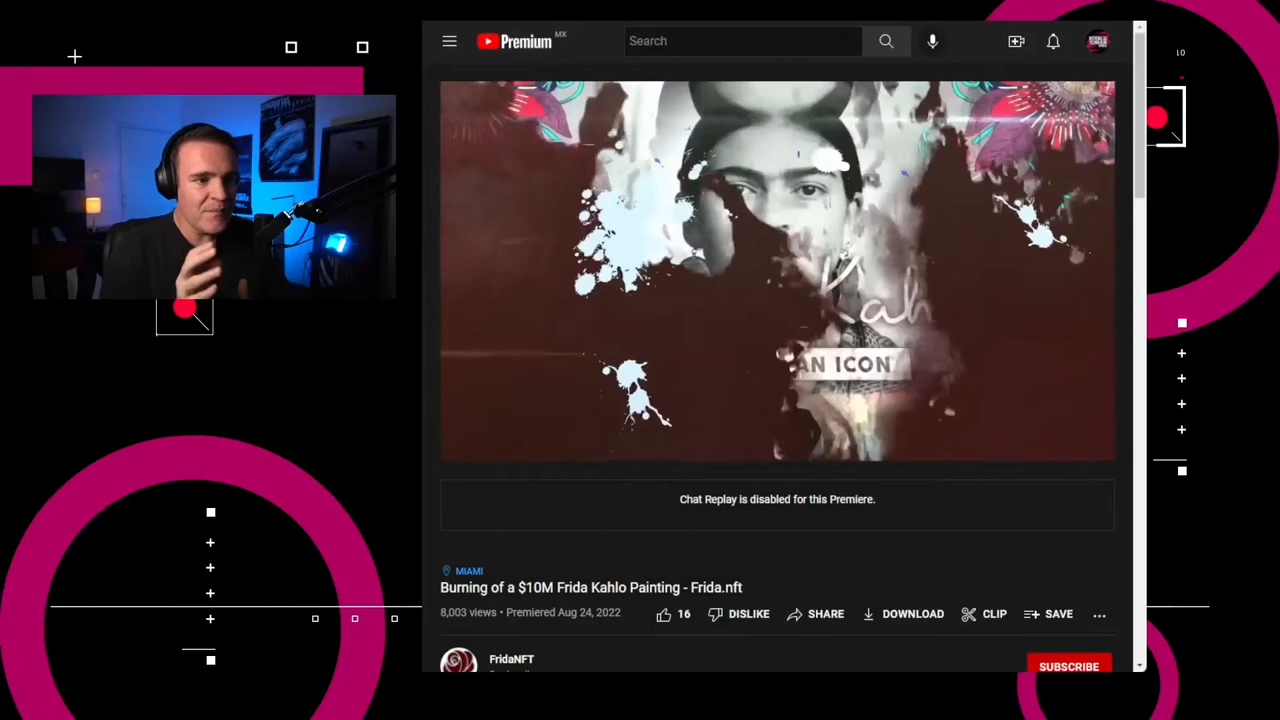 Premium MX
Search
Kah
AN ICON
Chat Replay is disabled for this Premiere.
MIAMI
Burning of a $10M Frida Kahlo Painting - Frida.nft
8,003 views • Premiered Aug 24, 2022
16 DISLIKE SHARE DOWNLOAD CLIP SAVE
FridaNFT
SUBSCRIBE